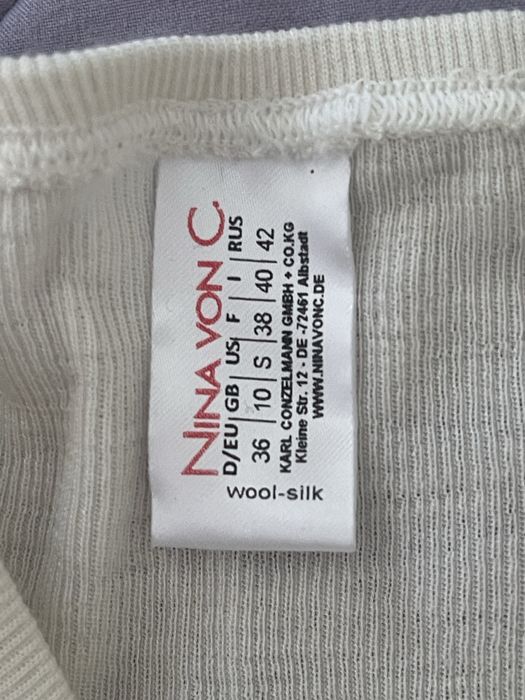 NINA VON C.
D/EU | GB | US | F | I | RUS
36 | 10 | S | 38 | 40 | 42
KARL CONZELMANN GMBH + CO.KG
Kleine Str. 12 - DE -72461 Albstadt
WWW.NINAVONC.DE
wool-silk